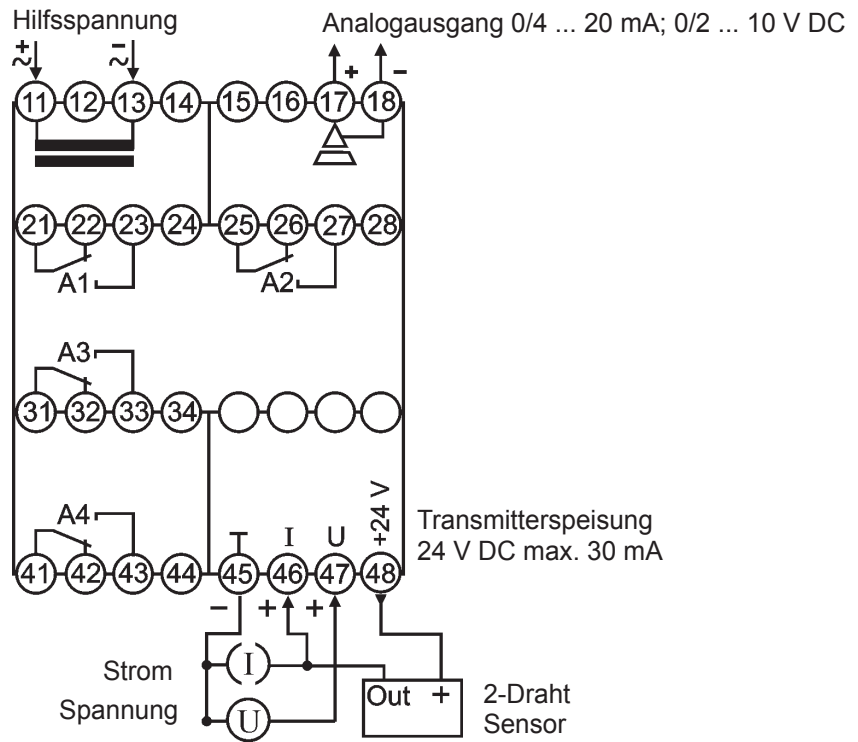 Hilfsspannung
Analogausgang 0/4 ... 20 mA; 0/2 ... 10 V DC
≂ + ≂ −
+ −
11 12 13 14 15 16 17 18
21 22 23 24 25 26 27 28
A1 A2
A3
31 32 33 34
A4
⊥ I U +24 V
Transmitterspeisung
24 V DC max. 30 mA
41 42 43 44 45 46 47 48
− + +
Strom
I
Out +
2-Draht
Sensor
Spannung
U